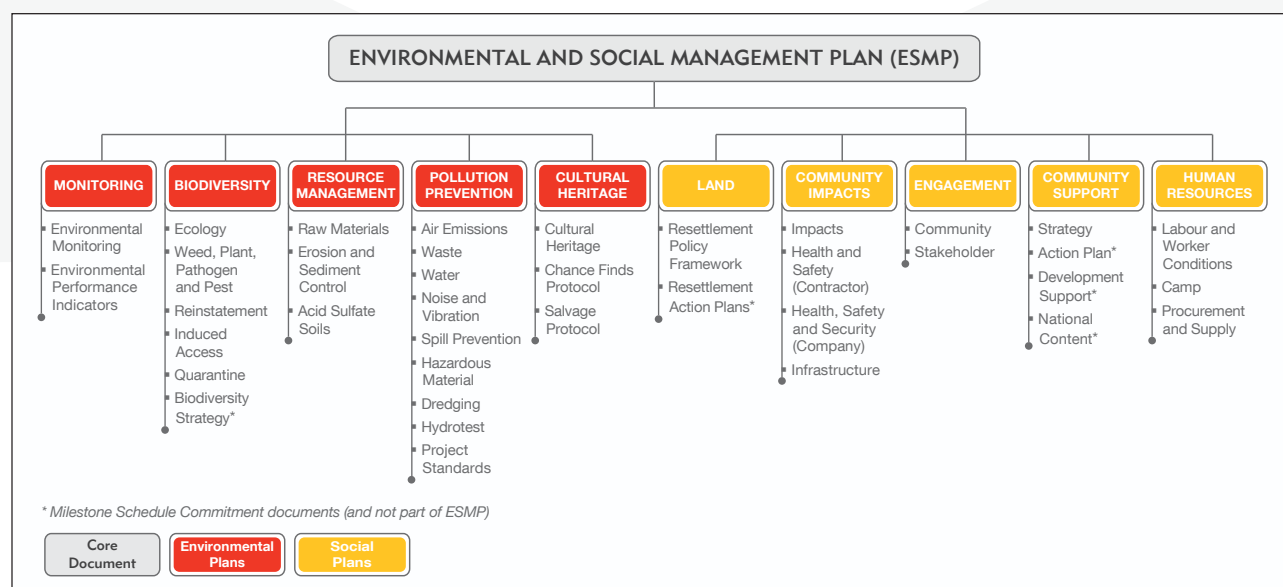 ENVIRONMENTAL AND SOCIAL MANAGEMENT PLAN (ESMP)
MONITORING
Environmental
Monitoring
Environmental
Performance
Indicators
BIODIVERSITY
Ecology
Weed, Plant,
Pathogen
and Pest
Reinstatement
Induced
Access
Quarantine
Biodiversity
Strategy*
RESOURCE
MANAGEMENT
Raw Materials
Erosion and
Sediment
Control
Acid Sulfate
Soils
POLLUTION
PREVENTION
Air Emissions
Waste
Water
Noise and
Vibration
Spill Prevention
Hazardous
Material
Dredging
Hydrotest
Project
Standards
CULTURAL
HERITAGE
Cultural
Heritage
Chance Finds
Protocol
Salvage
Protocol
LAND
Resettlement
Policy
Framework
Resettlement
Action Plans*
COMMUNITY
IMPACTS
Impacts
Health and
Safety
(Contractor)
Health, Safety
and Security
(Company)
Infrastructure
ENGAGEMENT
Community
Stakeholder
COMMUNITY
SUPPORT
Strategy
Action Plan*
Development
Support*
National
Content*
HUMAN
RESOURCES
Labour and
Worker
Conditions
Camp
Procurement
and Supply
* Milestone Schedule Commitment documents (and not part of ESMP)
Core
Document
Environmental
Plans
Social
Plans